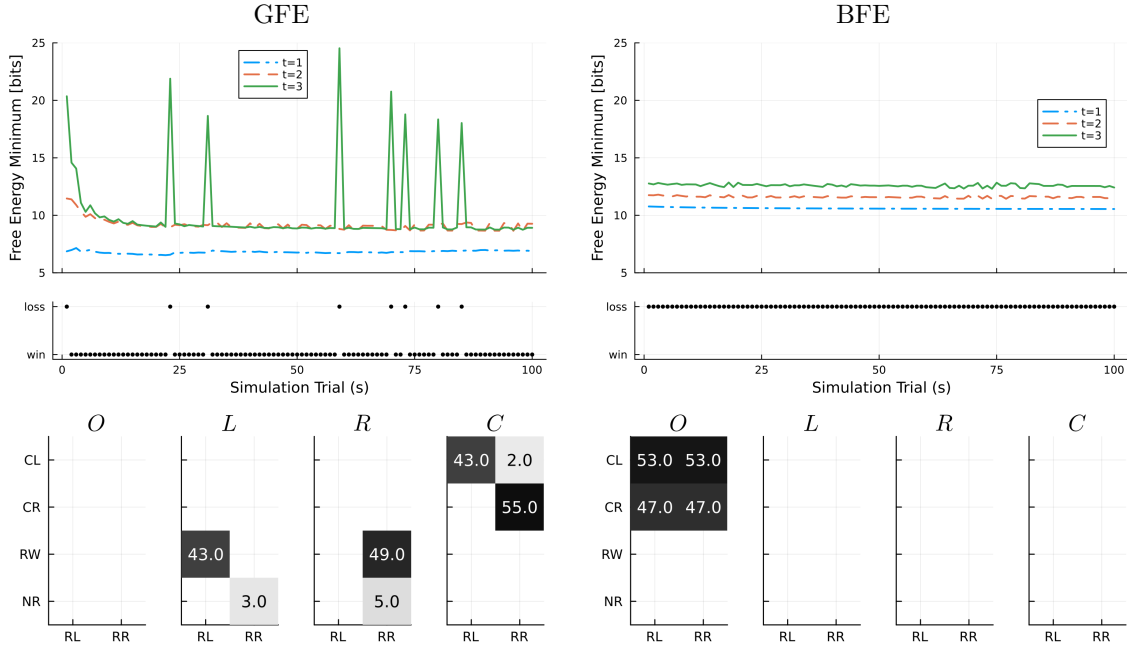 GFE
BFE
Free Energy Minimum [bits]
25
20
15
10
5
t=1
t=2
t=3
loss
win
0 25 50 75 100
Simulation Trial (s)
Free Energy Minimum [bits]
25
20
15
10
5
t=1
t=2
t=3
loss
win
0 25 50 75 100
Simulation Trial (s)
O L R C
CL 43.0 2.0
CR 55.0
RW 43.0 49.0
NR 3.0 5.0
RL RR RL RR RL RR RL RR
O L R C
CL 53.0 53.0
CR 47.0 47.0
RW
NR
RL RR RL RR RL RR RL RR